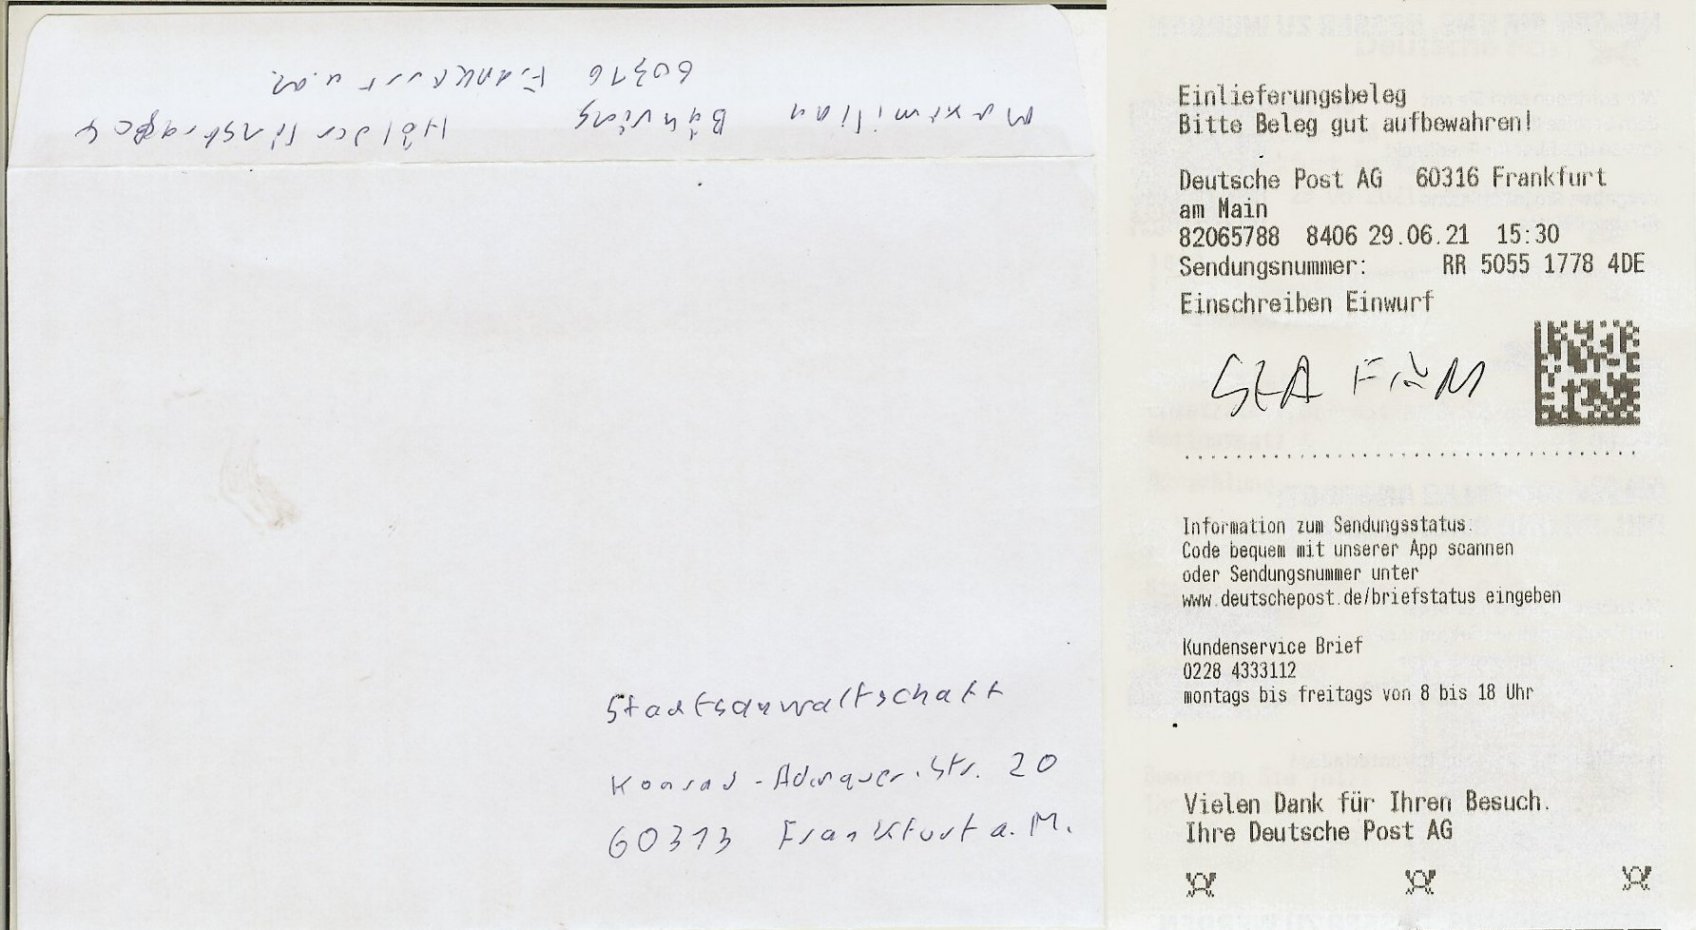 Maximilian Bähring Hölderlinstraße 4
60316 Frankfurt a.M.
Staatsanwaltschaft
Konrad-Adenauer-Str. 20
60313 Frankfurt a. M.
Einlieferungsbeleg
Bitte Beleg gut aufbewahren!
Deutsche Post AG 60316 Frankfurt
am Main
82065788 8406 29.06.21 15:30
Sendungsnummer: RR 5055 1778 4DE
Einschreiben Einwurf
StA FfM
Information zum Sendungsstatus:
Code bequem mit unserer App scannen
oder Sendungsnummer unter
www.deutschepost.de/briefstatus eingeben
Kundenservice Brief
0228 4333112
montags bis freitags von 8 bis 18 Uhr
Vielen Dank für Ihren Besuch.
Ihre Deutsche Post AG